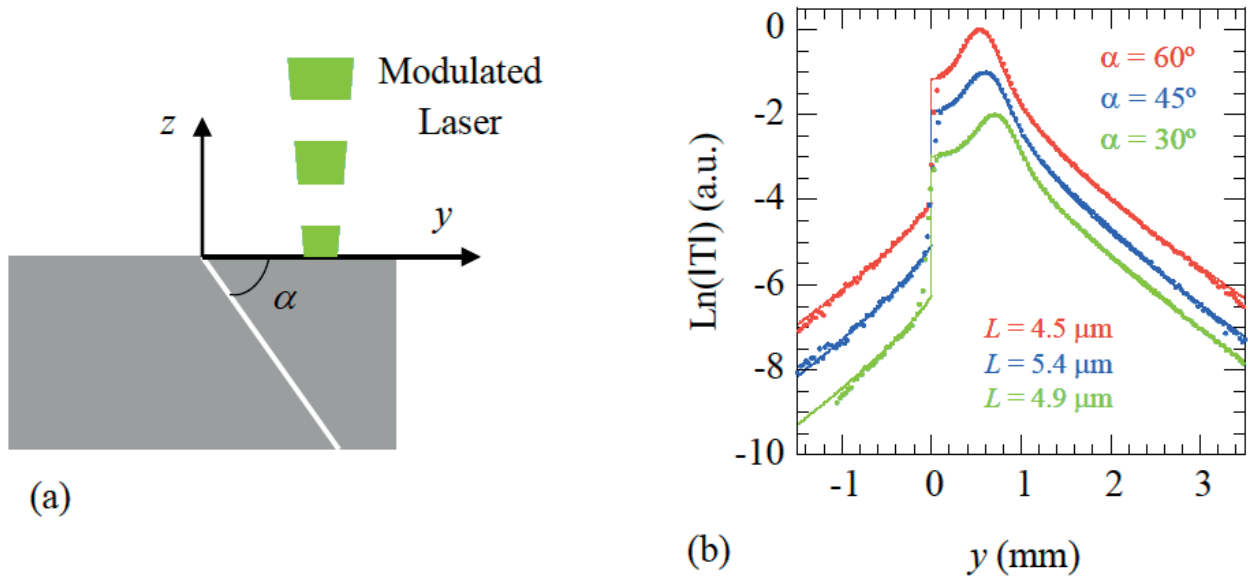 Modulated
Laser
z
y
α
(a)
Ln(|T|) (a.u.)
0
-2
-4
-6
-8
-10
-1
0
1
2
3
y (mm)
α = 60º
α = 45º
α = 30º
L = 4.5 µm
L = 5.4 µm
L = 4.9 µm
(b)